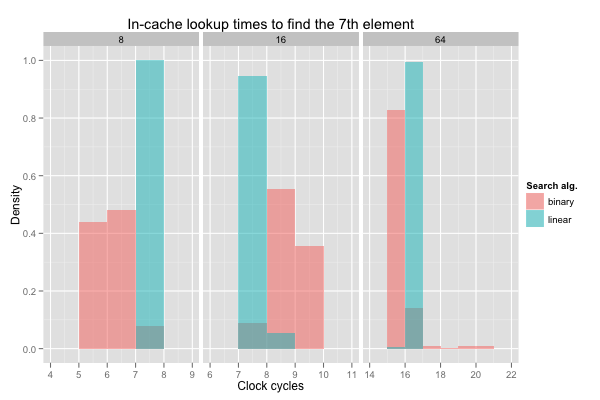 In-cache lookup times to find the 7th element
8 16 64
1.0
0.8
0.6
0.4
0.2
0.0
Density
4 5 6 7 8 9 6 7 8 9 10 11 14 16 18 20 22
Clock cycles
Search alg.
binary
linear